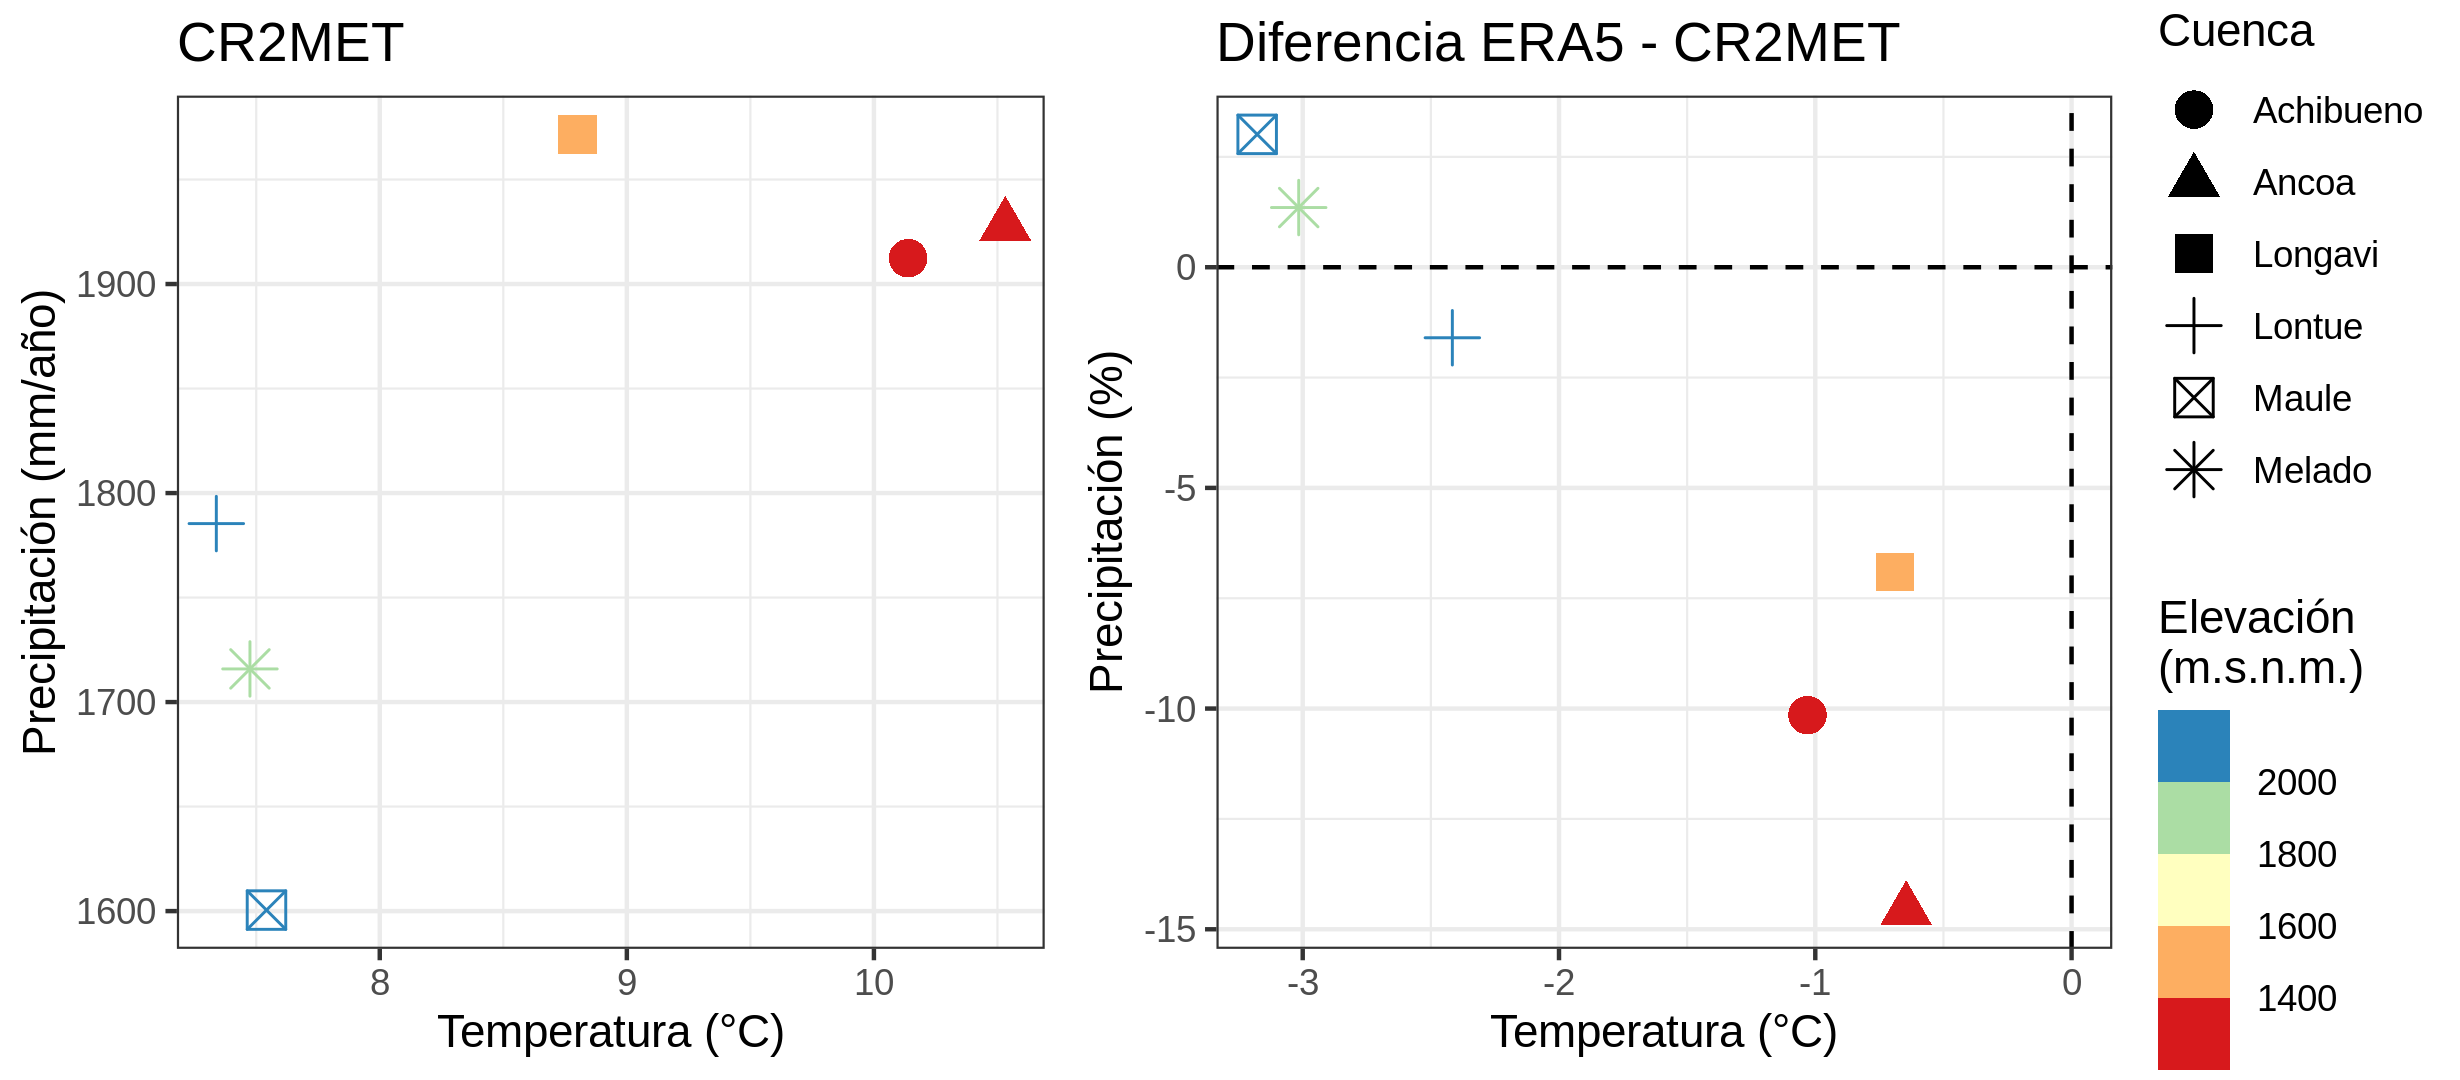 CR2MET
Precipitación (mm/año)
1900
1800
1700
1600
8
9
10
Temperatura (°C)
Diferencia ERA5 - CR2MET
Precipitación (%)
0
-5
-10
-15
-3
-2
-1
0
Temperatura (°C)
Cuenca
Achibueno
Ancoa
Longavi
Lontue
Maule
Melado
Elevación
(m.s.n.m.)
2000
1800
1600
1400